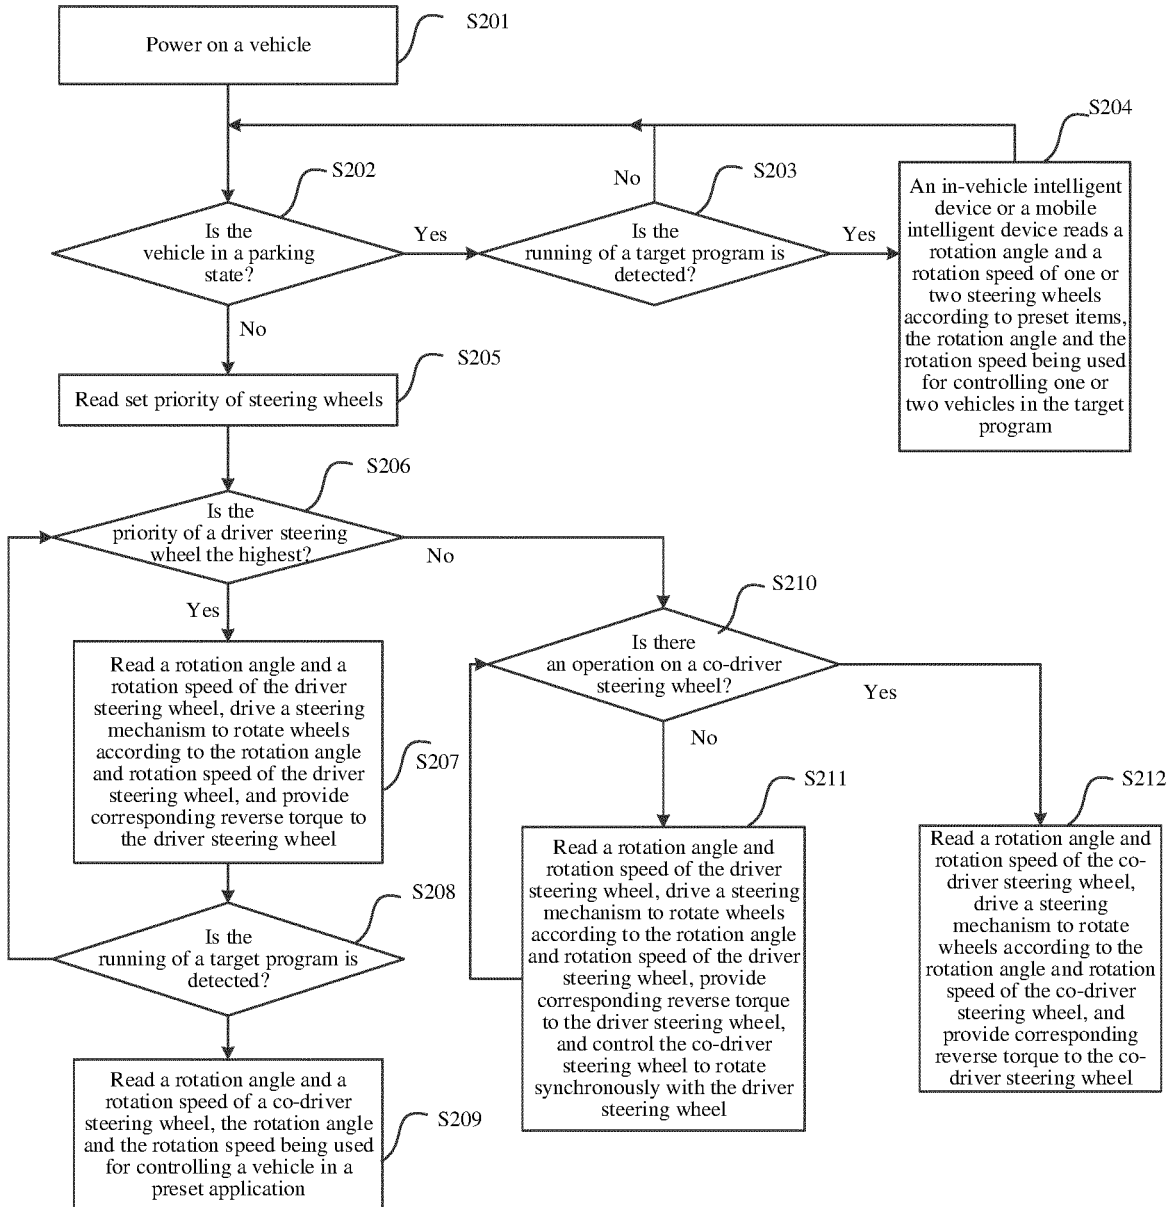 Power on a vehicle
S201
S204
S202
S203
No
Is the
vehicle in a parking
state?
Yes
Is the
running of a target program is
detected?
Yes
An in-vehicle intelligent
device or a mobile
intelligent device reads a
rotation angle and a
rotation speed of one or
two steering wheels
according to preset items,
the rotation angle and the
rotation speed being used
for controlling one or
two vehicles in the target
program
No
S205
Read set priority of steering wheels
S206
Is the
priority of a driver steering
wheel the highest?
No
Yes
S210
Is there
an operation on a co-driver
steering wheel?
Yes
No
Read a rotation angle and a
rotation speed of the driver
steering wheel, drive a steering
mechanism to rotate wheels
according to the rotation angle
and rotation speed of the driver
steering wheel, and provide
corresponding reverse torque to
the driver steering wheel
S207
S211
S212
Read a rotation angle and
rotation speed of the driver
steering wheel, drive a steering
mechanism to rotate wheels
according to the rotation angle
and rotation speed of the driver
steering wheel, provide
corresponding reverse torque
to the driver steering wheel,
and control the co-driver
steering wheel to rotate
synchronously with the driver
steering wheel
Read a rotation angle and
rotation speed of the co-
driver steering wheel,
drive a steering
mechanism to rotate
wheels according to the
rotation angle and rotation
speed of the co-driver
steering wheel, and
provide corresponding
reverse torque to the co-
driver steering wheel
S208
Is the
running of a target program is
detected?
Read a rotation angle and a
rotation speed of a co-driver
steering wheel, the rotation angle
and the rotation speed being used
for controlling a vehicle in a
preset application
S209